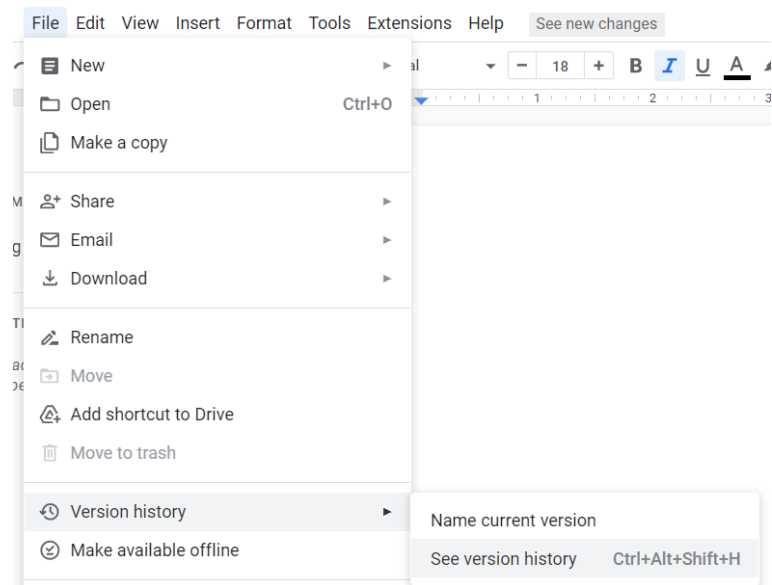 File Edit View Insert Format Tools Extensions Help See new changes
New
al
− 18 + B I U A
Open Ctrl+O
1 2 3
Make a copy
Share
Email
Download
Rename
Move
Add shortcut to Drive
Move to trash
Version history
Name current version
Make available offline
See version history Ctrl+Alt+Shift+H